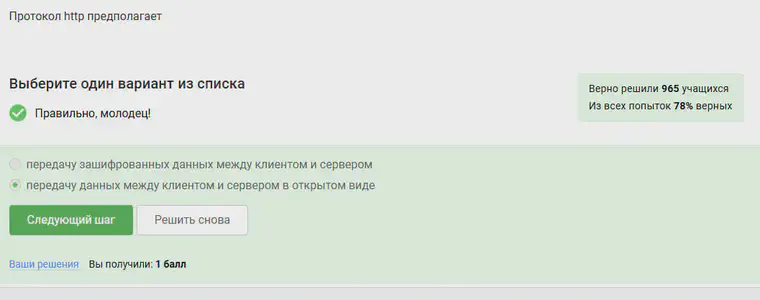 Протокол http предполагает
Выберите один вариант из списка
Правильно, молодец!
Верно решили 965 учащихся
Из всех попыток 78% верных
передачу зашифрованных данных между клиентом и сервером
передачу данных между клиентом и сервером в открытом виде
Следующий шаг
Решить снова
Ваши решения Вы получили: 1 балл